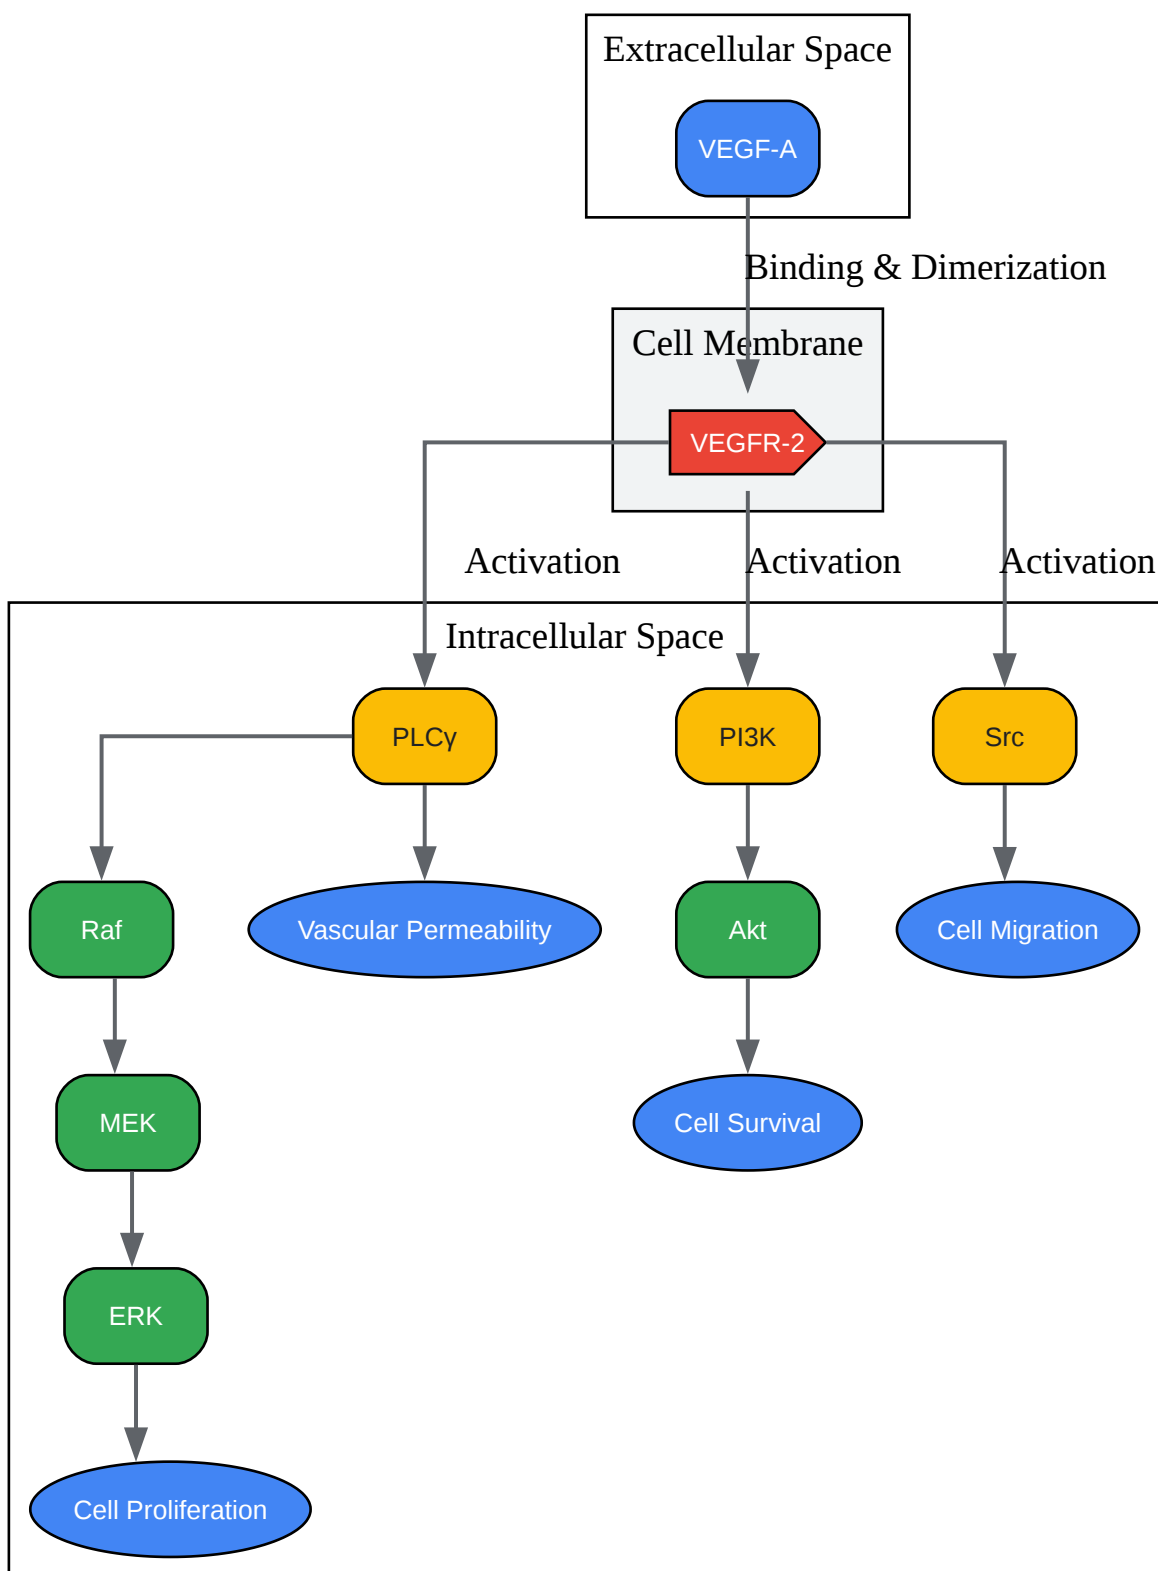 Extracellular Space
VEGF-A
Binding & Dimerization
Cell Membrane
VEGFR-2
Activation
Activation
Activation
Intracellular Space
PLCγ
PI3K
Src
Raf
Vascular Permeability
Akt
Cell Migration
MEK
Cell Survival
ERK
Cell Proliferation